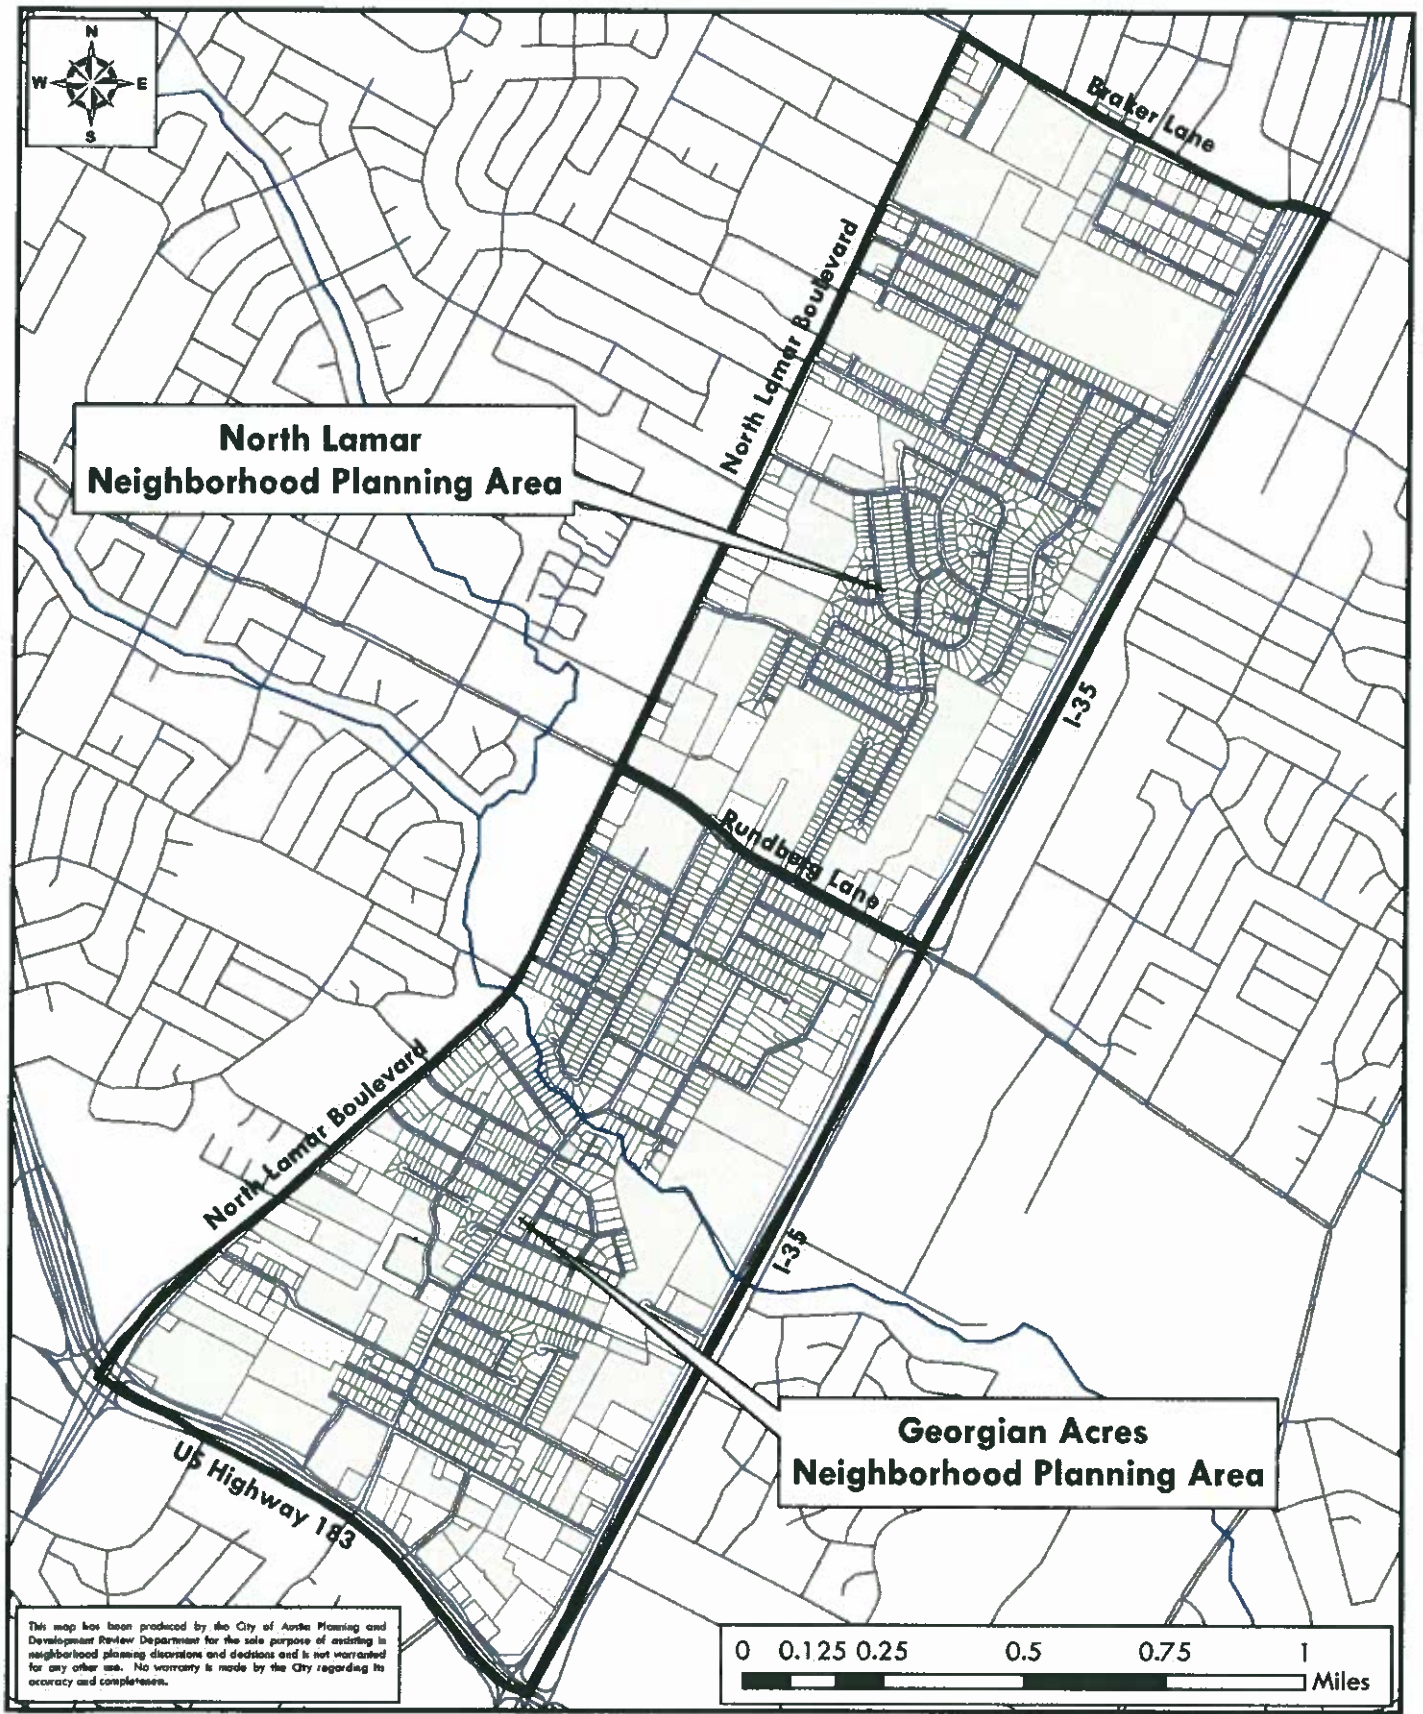 N
W E
S
Braker Lane
North Lamar Boulevard
North Lamar
Neighborhood Planning Area
I-35
Rundberg Lane
North Lamar Boulevard
I-35
Georgian Acres
Neighborhood Planning Area
US Highway 183
This map has been produced by the City of Austin Planning and
Development Review Department for the sole purpose of assisting in
neighborhood planning discussions and decisions and is not warranted
for any other use. No warranty is made by the City regarding its
accuracy and completeness.
0 0.125 0.25 0.5 0.75 1
Miles